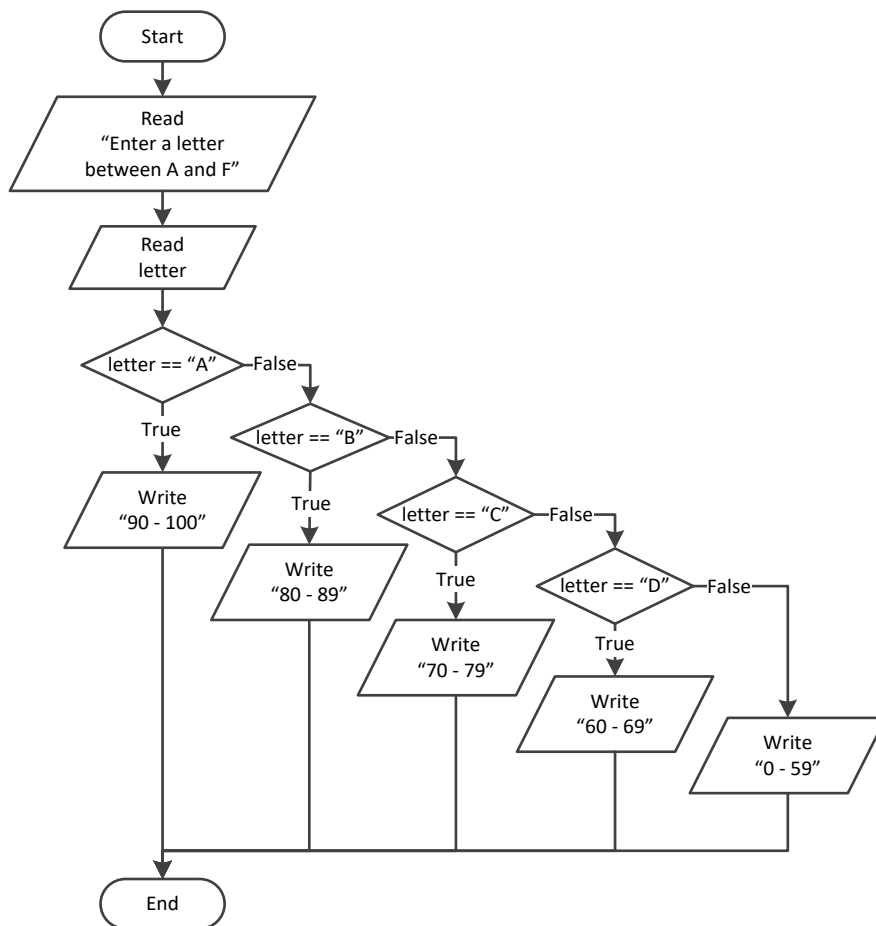 Start
Read
“Enter a letter
between A and F”
Read
letter
letter == “A”
False
True
letter == “B”
False
Write
“90 - 100”
True
letter == “C”
False
Write
“80 - 89”
True
letter == “D”
False
Write
“70 - 79”
True
Write
“60 - 69”
Write
“0 - 59”
End